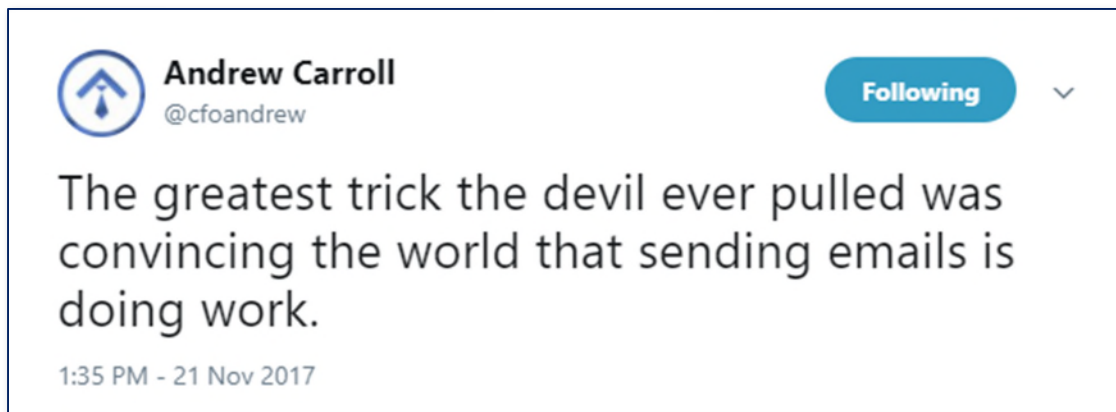 Andrew Carroll
@cfoandrew
Following
The greatest trick the devil ever pulled was
convincing the world that sending emails is
doing work.
1:35 PM - 21 Nov 2017